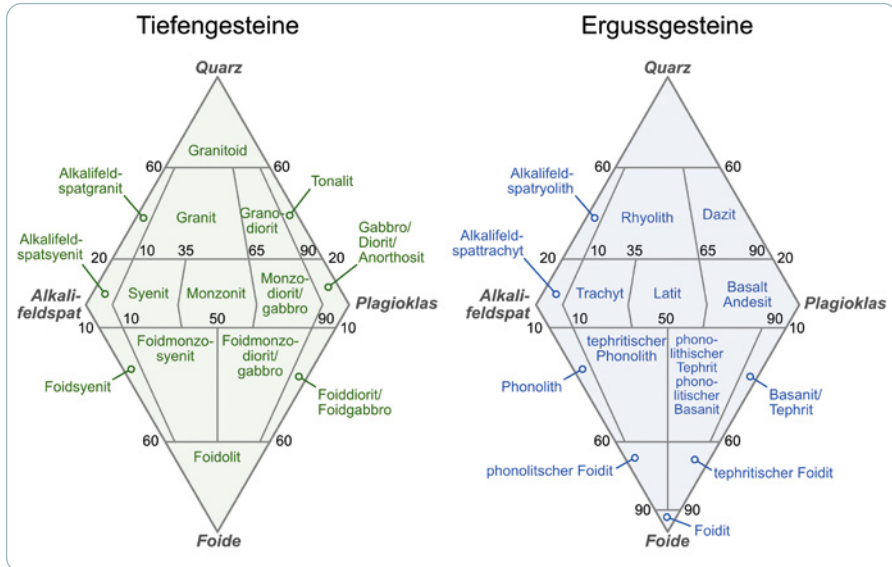 Tiefengesteine
Quarz
Granitoid
60
60
Alkalifeld-
spatgranit
Tonalit
Granit
Grano-
diorit
Gabbro/
Diorit/
Anorthosit
Alkalifeld-
spatsyenit
10
35
65
90
20
20
Syenit
Monzonit
Monzo-
diorit/
gabbro
Alkali-
feldspat
Plagioklas
10
10
50
90
10
Foidmonzo-
syenit
Foidmonzo-
diorit/
gabbro
Foidsyenit
Foiddiorit/
Foidgabbro
60
60
Foidolit
Foide
Ergussgesteine
Quarz
60
60
Alkalifeld-
spatryolith
Rhyolith
Dazit
Alkalifeld-
spattrachyt
10
35
65
90
20
20
Trachyt
Latit
Basalt
Andesit
Alkali-
feldspat
Plagioklas
10
10
50
90
10
tephritischer
Phonolith
phono-
lithischer
Tephrit
phono-
litischer
Basanit
Phonolith
Basanit/
Tephrit
60
60
phonolitscher Foidit
tephritischer Foidit
90
90
Foidit
Foide